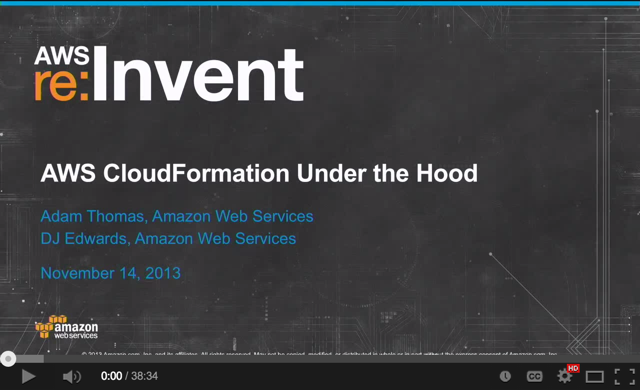 AWS
re:Invent
AWS CloudFormation Under the Hood
Adam Thomas, Amazon Web Services
DJ Edwards, Amazon Web Services
November 14, 2013
amazon
web services
© 2013 Amazon.com, Inc. and its affiliates. All rights reserved. May not be copied, modified, or distributed in whole or in part without the express consent of Amazon.com, Inc.
0:00 / 38:34
CC
HD